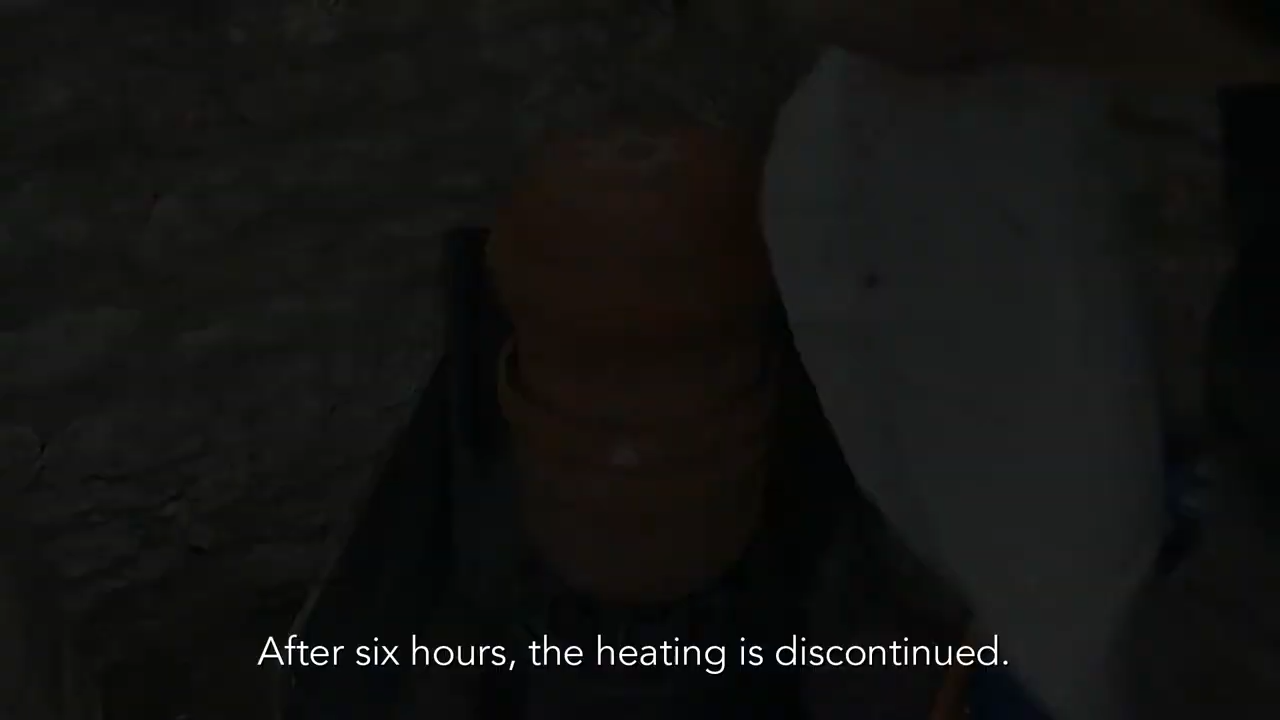 After six hours, the heating is discontinued.